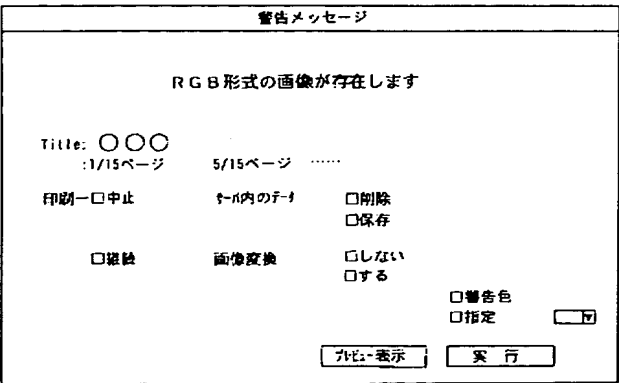 警告メッセージ
RGB形式の画像が存在します
Title: ○○○
:1/15ページ 5/15ページ ……
印刷ー□中止 サーバ内のデータ □削除
□保存
□継続 画像変換 □しない
□する
□警告色
□指定
プレビュー表示 実行